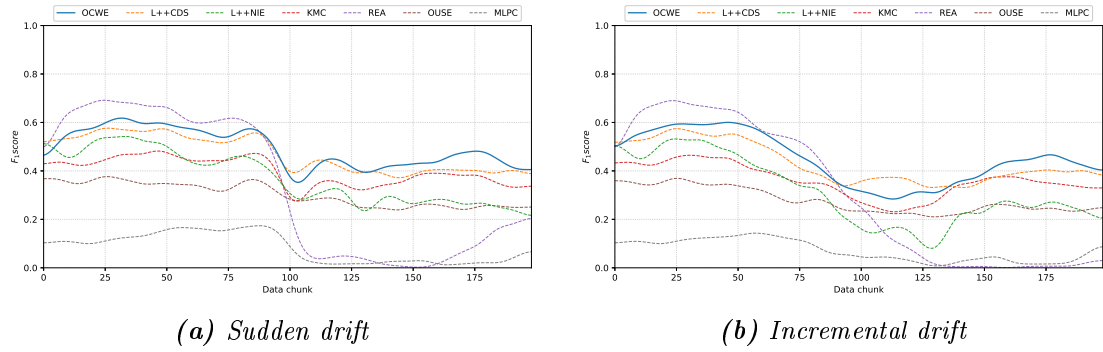 OCWE L++CDS L++NIE KMC REA OUSE MLPC
1.0
0.8
0.6
0.4
0.2
0.0
F1score
0 25 50 75 100 125 150 175
Data chunk
(a) Sudden drift
OCWE L++CDS L++NIE KMC REA OUSE MLPC
1.0
0.8
0.6
0.4
0.2
0.0
F1score
0 25 50 75 100 125 150 175
Data chunk
(b) Incremental drift